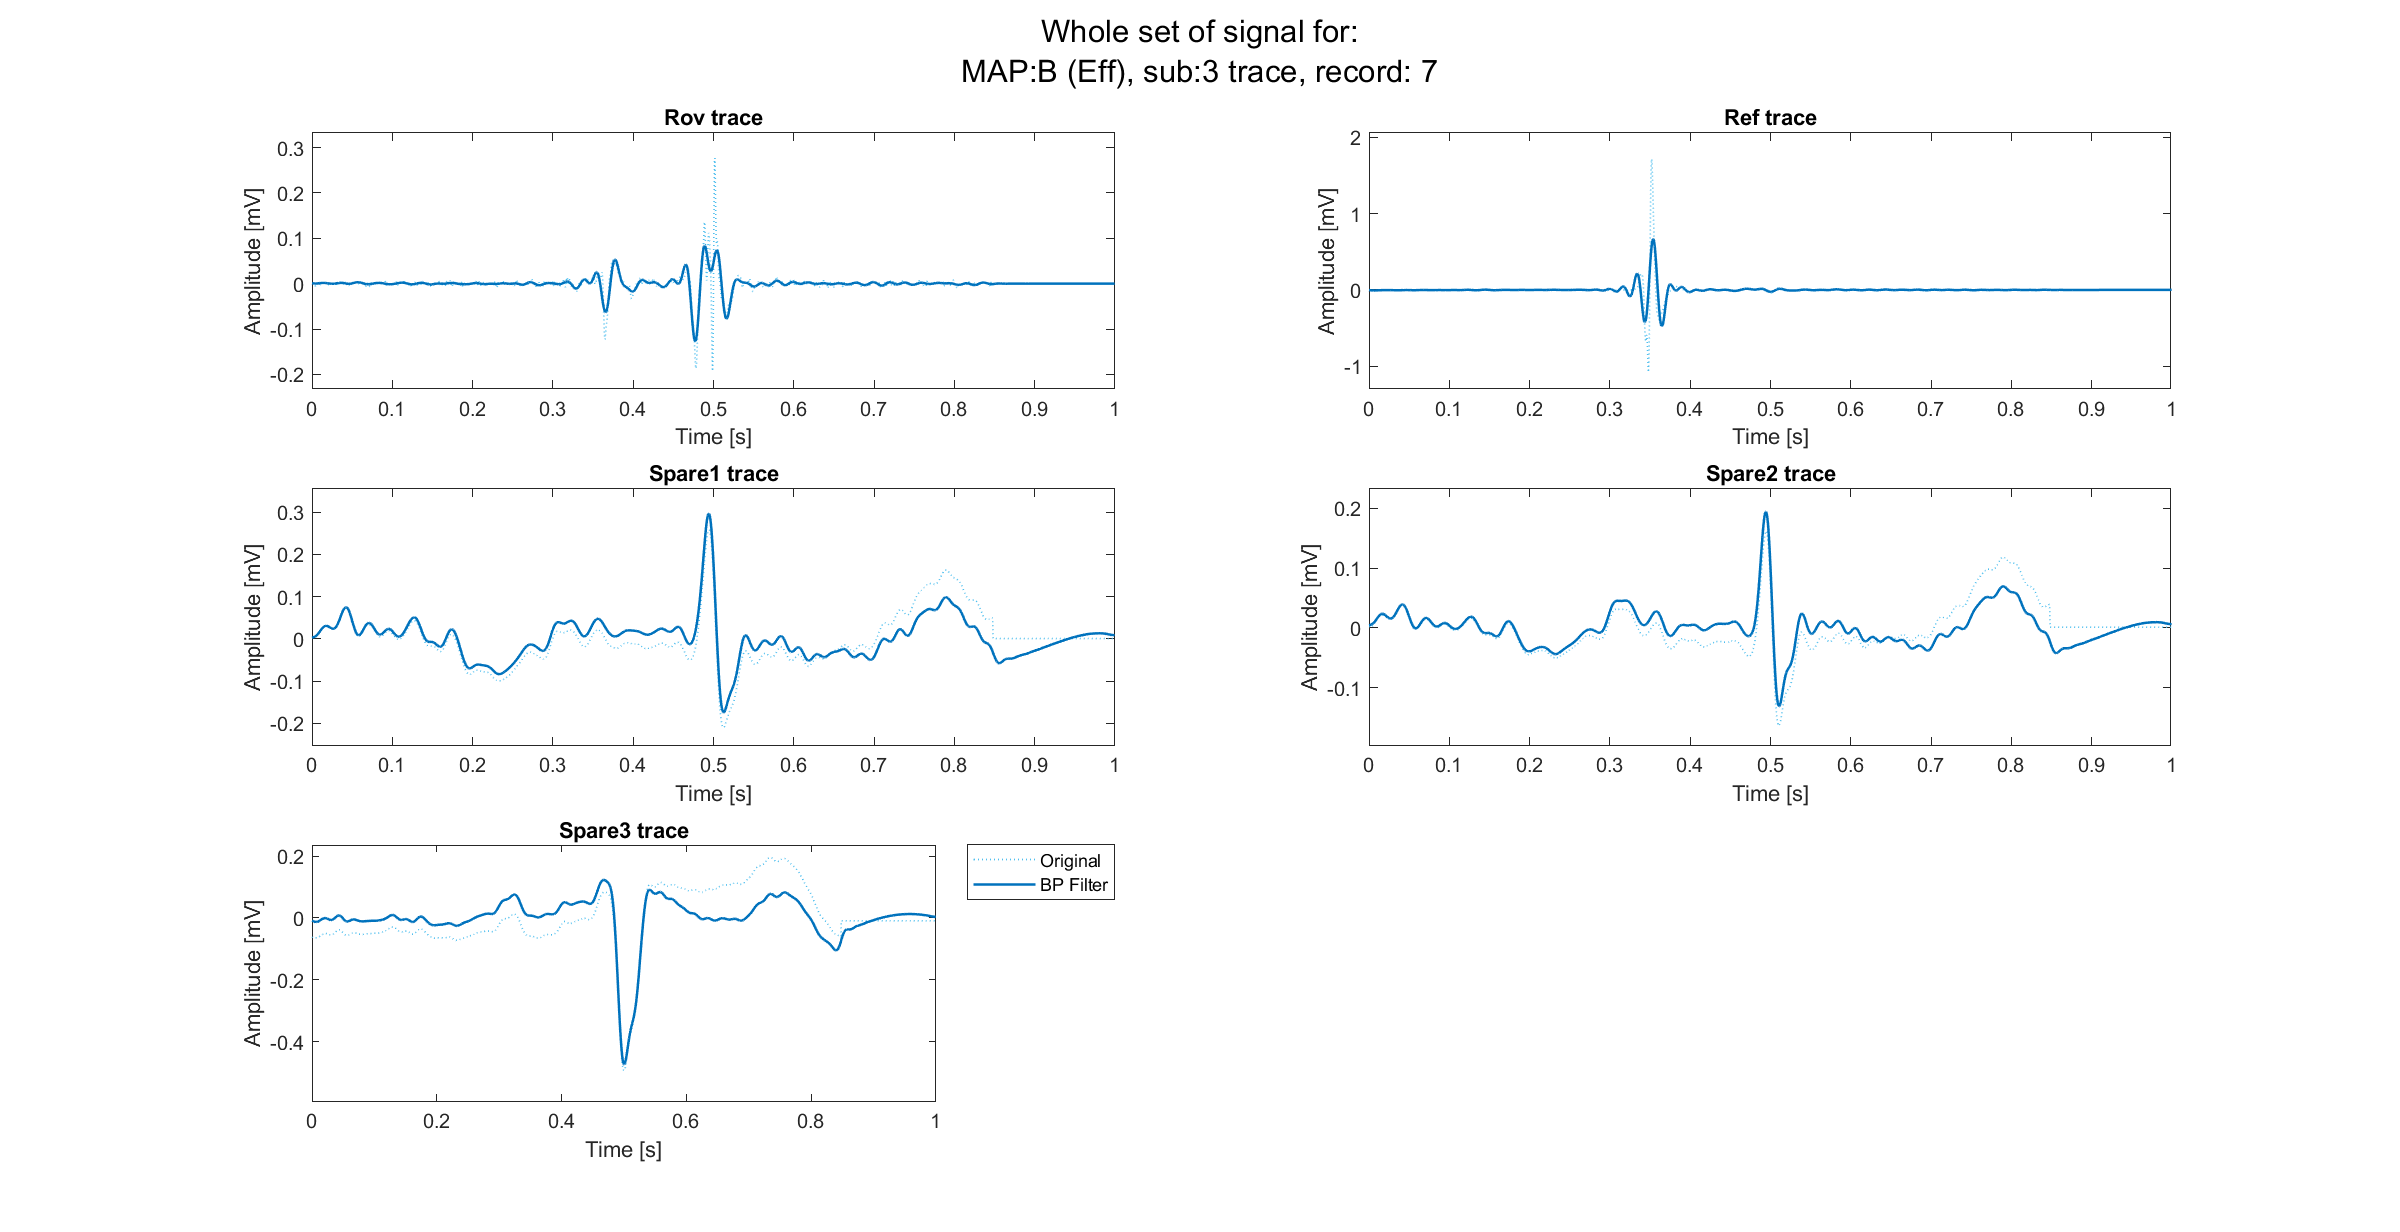 Whole set of signal for:
MAP:B (Eff), sub:3 trace, record: 7
Rov trace
Amplitude [mV]
0.3
0.2
0.1
0
-0.1
-0.2
0 0.1 0.2 0.3 0.4 0.5 0.6 0.7 0.8 0.9 1
Time [s]
Ref trace
Amplitude [mV]
2
1
0
-1
0 0.1 0.2 0.3 0.4 0.5 0.6 0.7 0.8 0.9 1
Time [s]
Spare1 trace
Amplitude [mV]
0.3
0.2
0.1
0
-0.1
-0.2
0 0.1 0.2 0.3 0.4 0.5 0.6 0.7 0.8 0.9 1
Time [s]
Spare2 trace
Amplitude [mV]
0.2
0.1
0
-0.1
0 0.1 0.2 0.3 0.4 0.5 0.6 0.7 0.8 0.9 1
Time [s]
Spare3 trace
Amplitude [mV]
0.2
0
-0.2
-0.4
0 0.2 0.4 0.6 0.8 1
Time [s]
Original
BP Filter